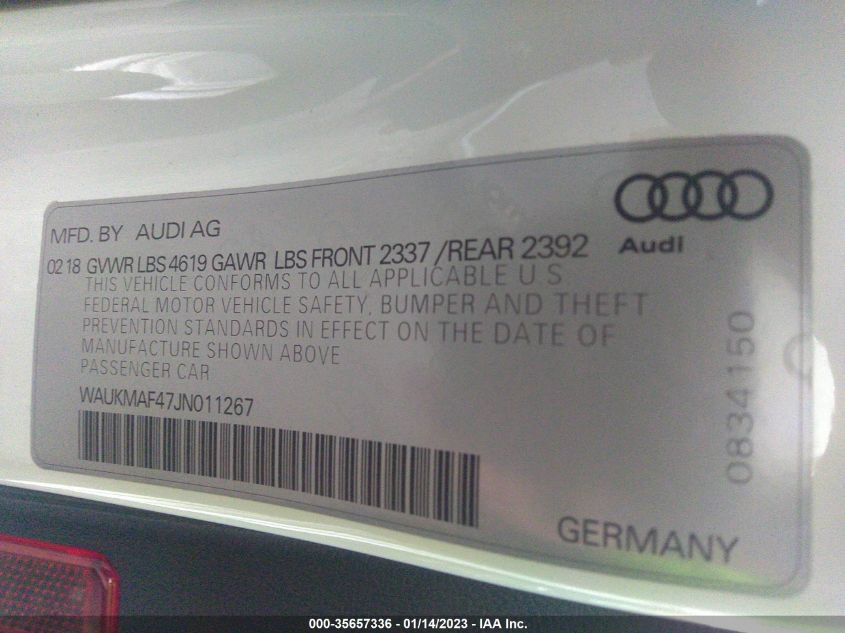 MFD. BY AUDI AG
02 18 GVWR LBS 4619 GAWR LBS FRONT 2337 /REAR 2392
THIS VEHICLE CONFORMS TO ALL APPLICABLE U S
FEDERAL MOTOR VEHICLE SAFETY, BUMPER AND THEFT
PREVENTION STANDARDS IN EFFECT ON THE DATE OF
MANUFACTURE SHOWN ABOVE
PASSENGER CAR
WAUKMAF47JN011267
Audi
0834150
GERMANY
000-35657336 - 01/14/2023 - IAA Inc.